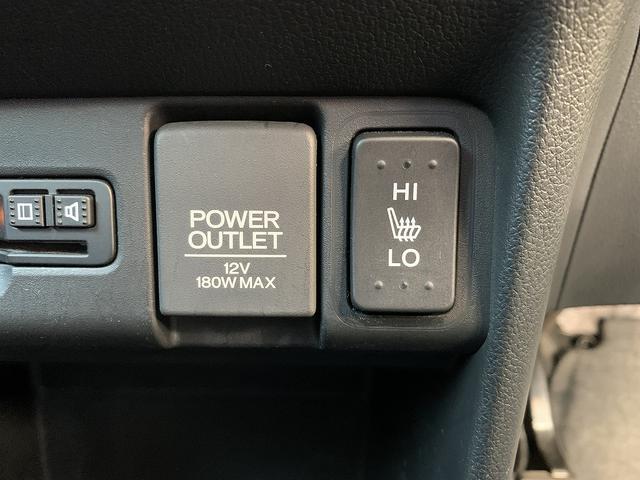 POWER
OUTLET
12V
180W MAX
HI
LO